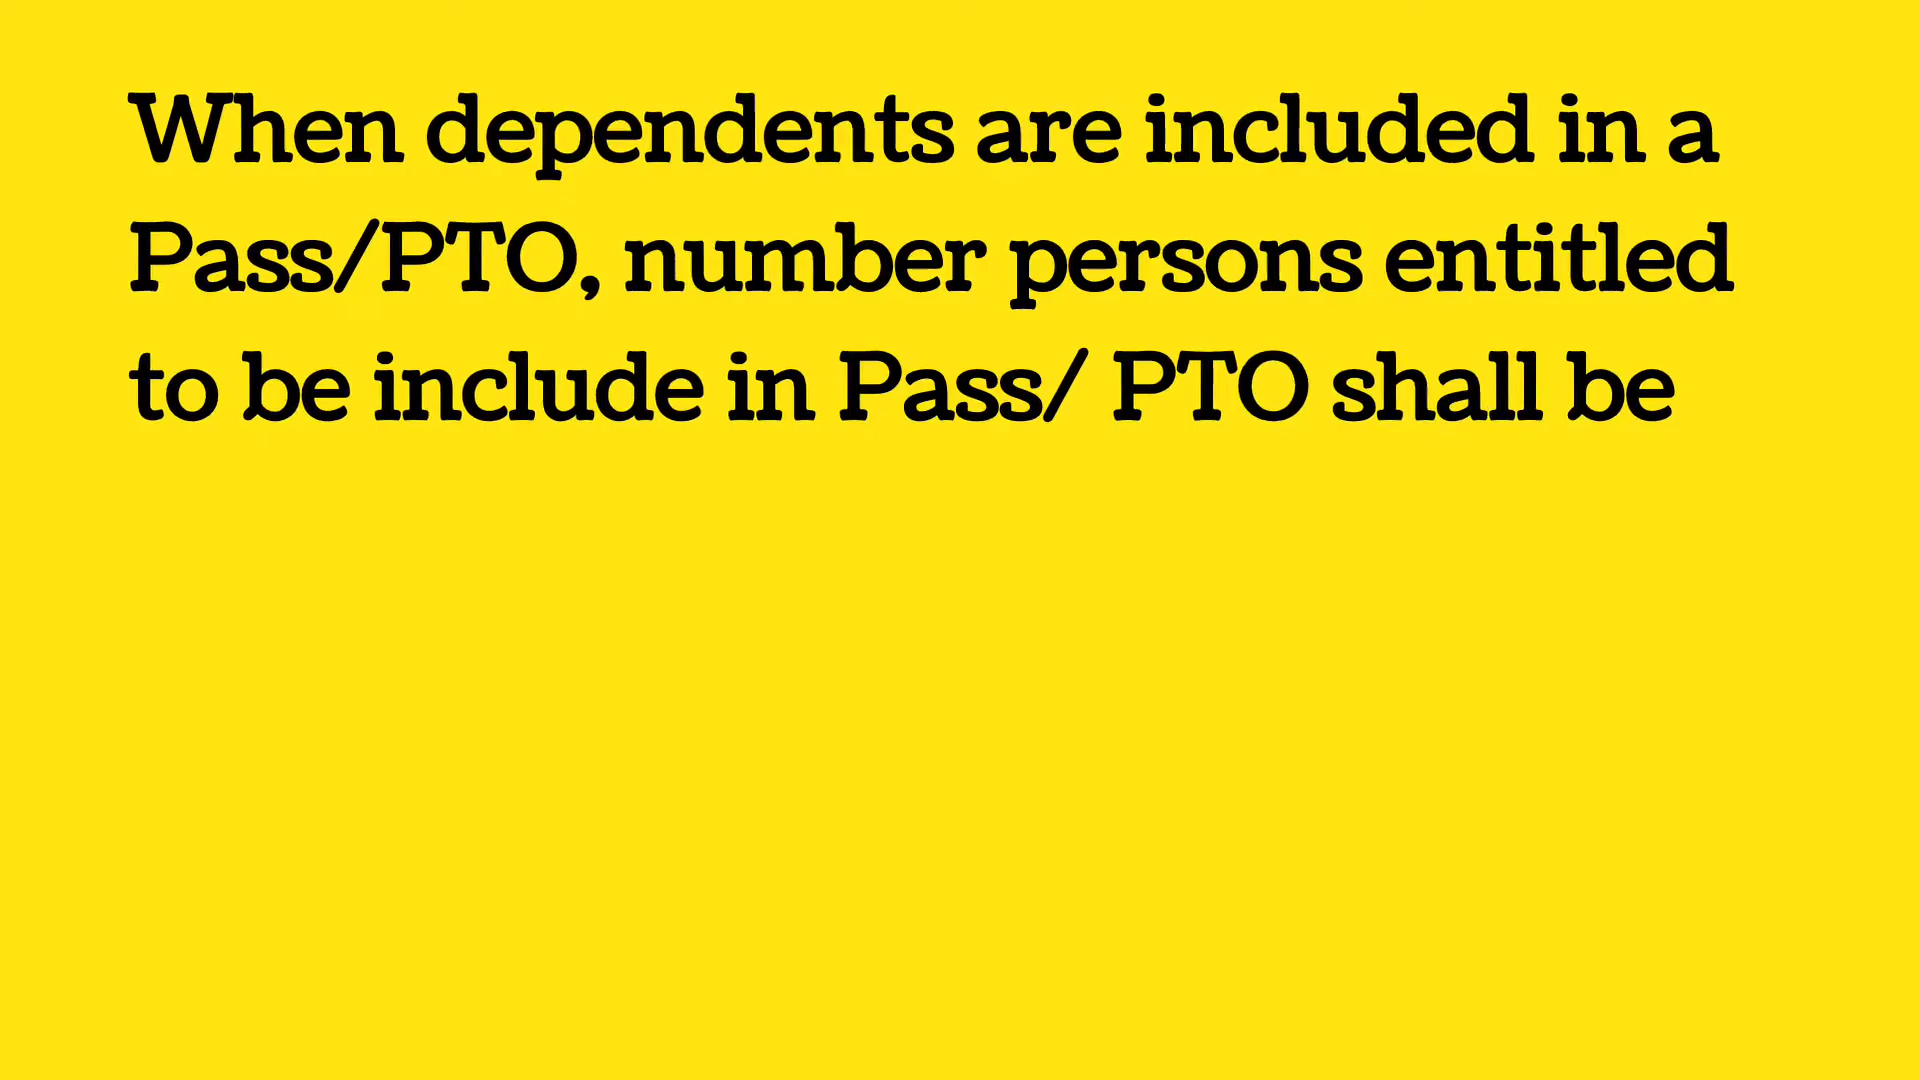 When dependents are included in a
Pass/PTO, number persons entitled
to be include in Pass/ PTO shall be